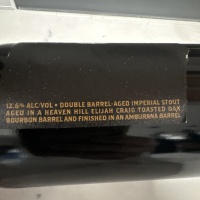 12.6% ALC/VOL • DOUBLE BARREL-AGED IMPERIAL STOUT
AGED IN A HEAVEN HILL ELIJAH CRAIG TOASTED OAK
BOURBON BARREL AND FINISHED IN AN AMBURANA BARREL